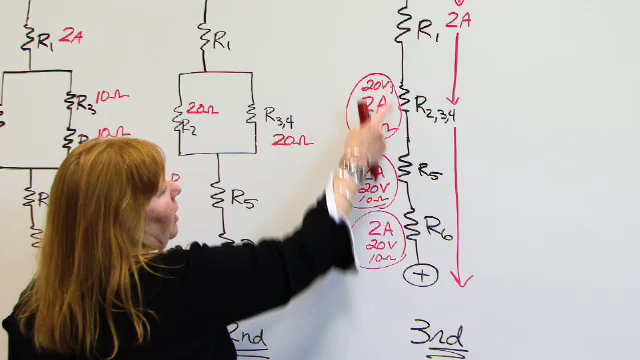 R1 2A
R3 10Ω
R1
20Ω
R2
R3,4
20Ω
R5
2nd
R1 2A
20V
2A
R2,3,4
R5
2A
20V
10Ω
R6
2A
20V
10Ω
+
3rd